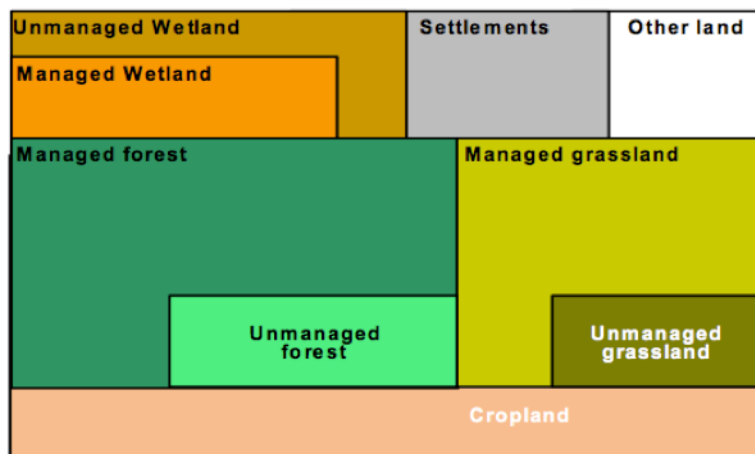 Unmanaged Wetland
Settlements
Other land
Managed Wetland
Managed forest
Managed grassland
Unmanaged
forest
Unmanaged
grassland
Cropland